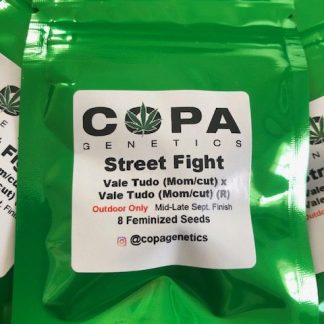 COPA
GENETICS
Street Fight
Vale Tudo (Mom/cut) x
Vale Tudo (Mom/cut) (R)
Outdoor Only Mid-Late Sept. Finish
8 Feminized Seeds
@copagenetics